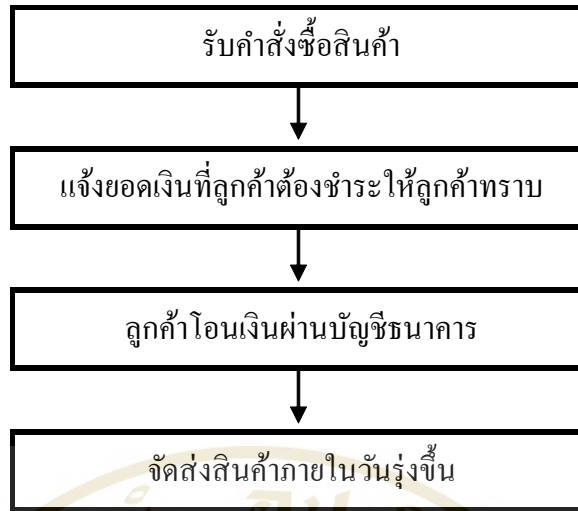 รับคำสั่งซื้อสินค้า
แจ้งยอดเงินที่ลูกค้าต้องชำระให้ลูกค้าทราบ
ลูกค้าโอนเงินผ่านบัญชีธนาคาร
จัดส่งสินค้าภายในวันรุ่งขึ้น